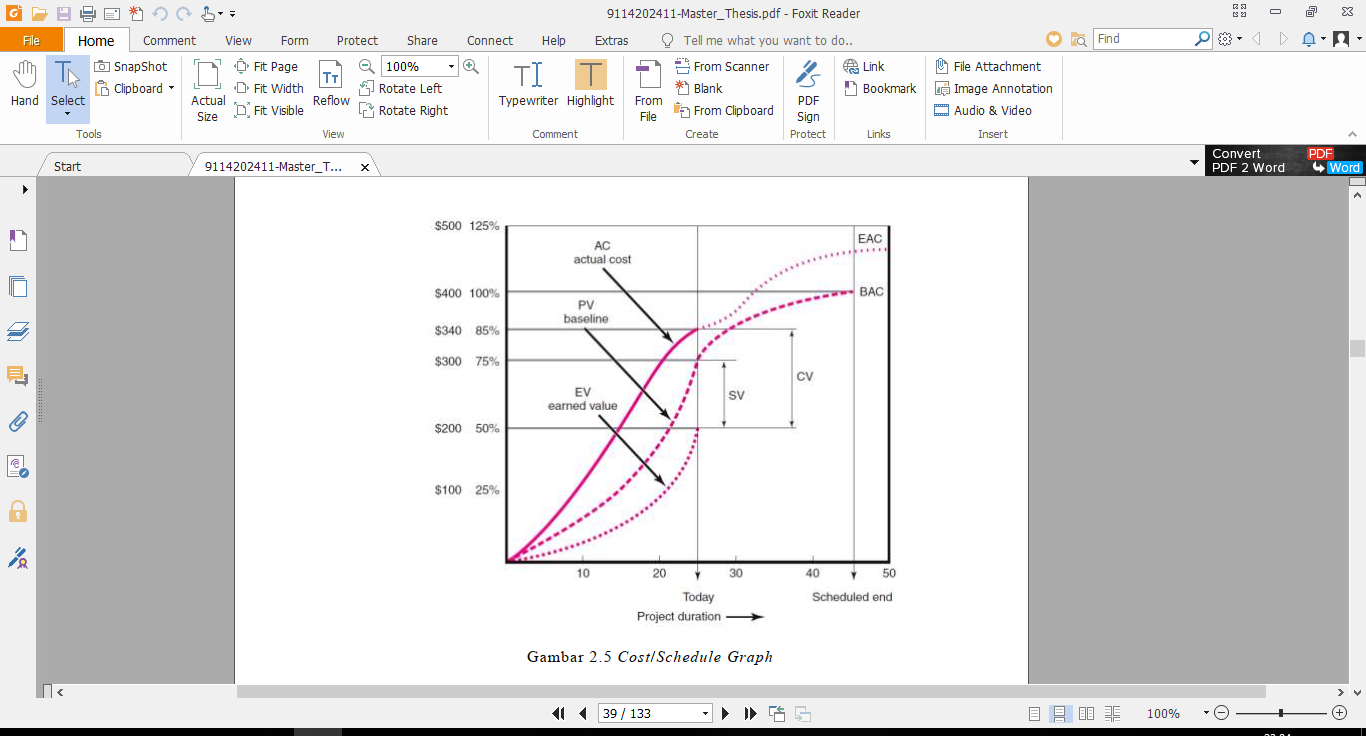 9114202411-Master_Thesis.pdf - Foxit Reader
File Home Comment View Form Protect Share Connect Help Extras Tell me what you want to do.. Find
Hand
Select
SnapShot
Clipboard
Tools
Actual
Size
Fit Page
Fit Width
Fit Visible
Reflow
100%
Rotate Left
Rotate Right
View
Typewriter
Highlight
Comment
From
File
From Scanner
Blank
From Clipboard
Create
PDF
Sign
Protect
Link
Bookmark
Links
File Attachment
Image Annotation
Audio & Video
Insert
Start
9114202411-Master_T...
Convert PDF
PDF 2 Word Word
$500 125%
$400 100%
$340 85%
$300 75%
$200 50%
$100 25%
AC
actual cost
PV
baseline
EV
earned value
EAC
BAC
CV
SV
10 20 30 40 50
Today
Scheduled end
Project duration
Gambar 2.5 Cost/Schedule Graph
39 / 133
100%